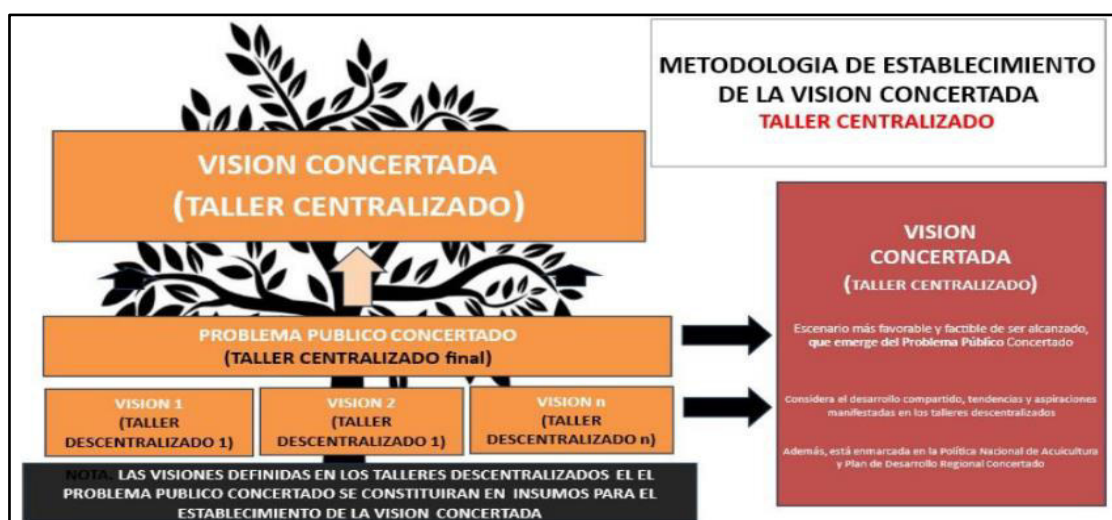 METODOLOGIA DE ESTABLECIMIENTO
DE LA VISION CONCERTADA
TALLER CENTRALIZADO
VISION CONCERTADA
(TALLER CENTRALIZADO)
PROBLEMA PUBLICO CONCERTADO
(TALLER CENTRALIZADO final)
VISION 1
(TALLER
DESCENTRALIZADO 1)
VISION 2
(TALLER
DESCENTRALIZADO 1)
VISION n
(TALLER
DESCENTRALIZADO n)
NOTA. LAS VISIONES DEFINIDAS EN LOS TALLERES DESCENTRALIZADOS EL EL
PROBLEMA PUBLICO CONCERTADO SE CONSTITUIRAN EN INSUMOS PARA EL
ESTABLECIMIENTO DE LA VISION CONCERTADA
VISION
CONCERTADA
(TALLER CENTRALIZADO)
Escenario más favorable y factible de ser alcanzado,
que emerge del Problema Público Concertado
Considera el desarrollo compartido, tendencias y aspiraciones
manifestadas en los talleres descentralizados
Además, está enmarcada en la Política Nacional de Acuicultura
y Plan de Desarrollo Regional Concertado